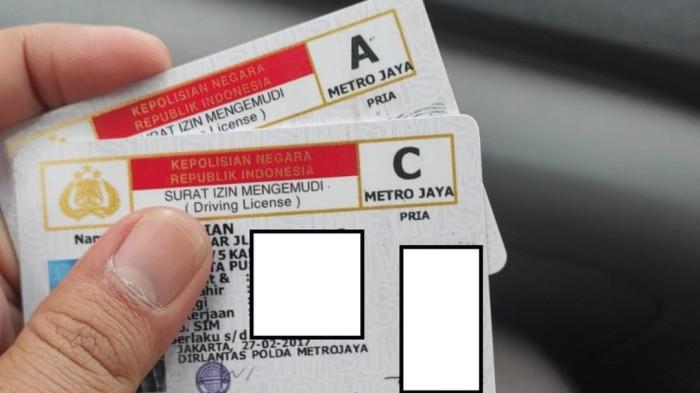 A
METRO JAYA
PRIA
KEPOLISIAN NEGARA
REPUBLIK INDONESIA
SURAT IZIN MENGEMUDI
License )
C
METRO JAYA
PRIA
KEPOLISIAN NEGARA
REPUBLIK INDONESIA
SURAT IZIN MENGEMUDI
( Driving License )
SIM
s/d
JAKARTA, 27-02-2017
DIRLANTAS POLDA METROJAYA